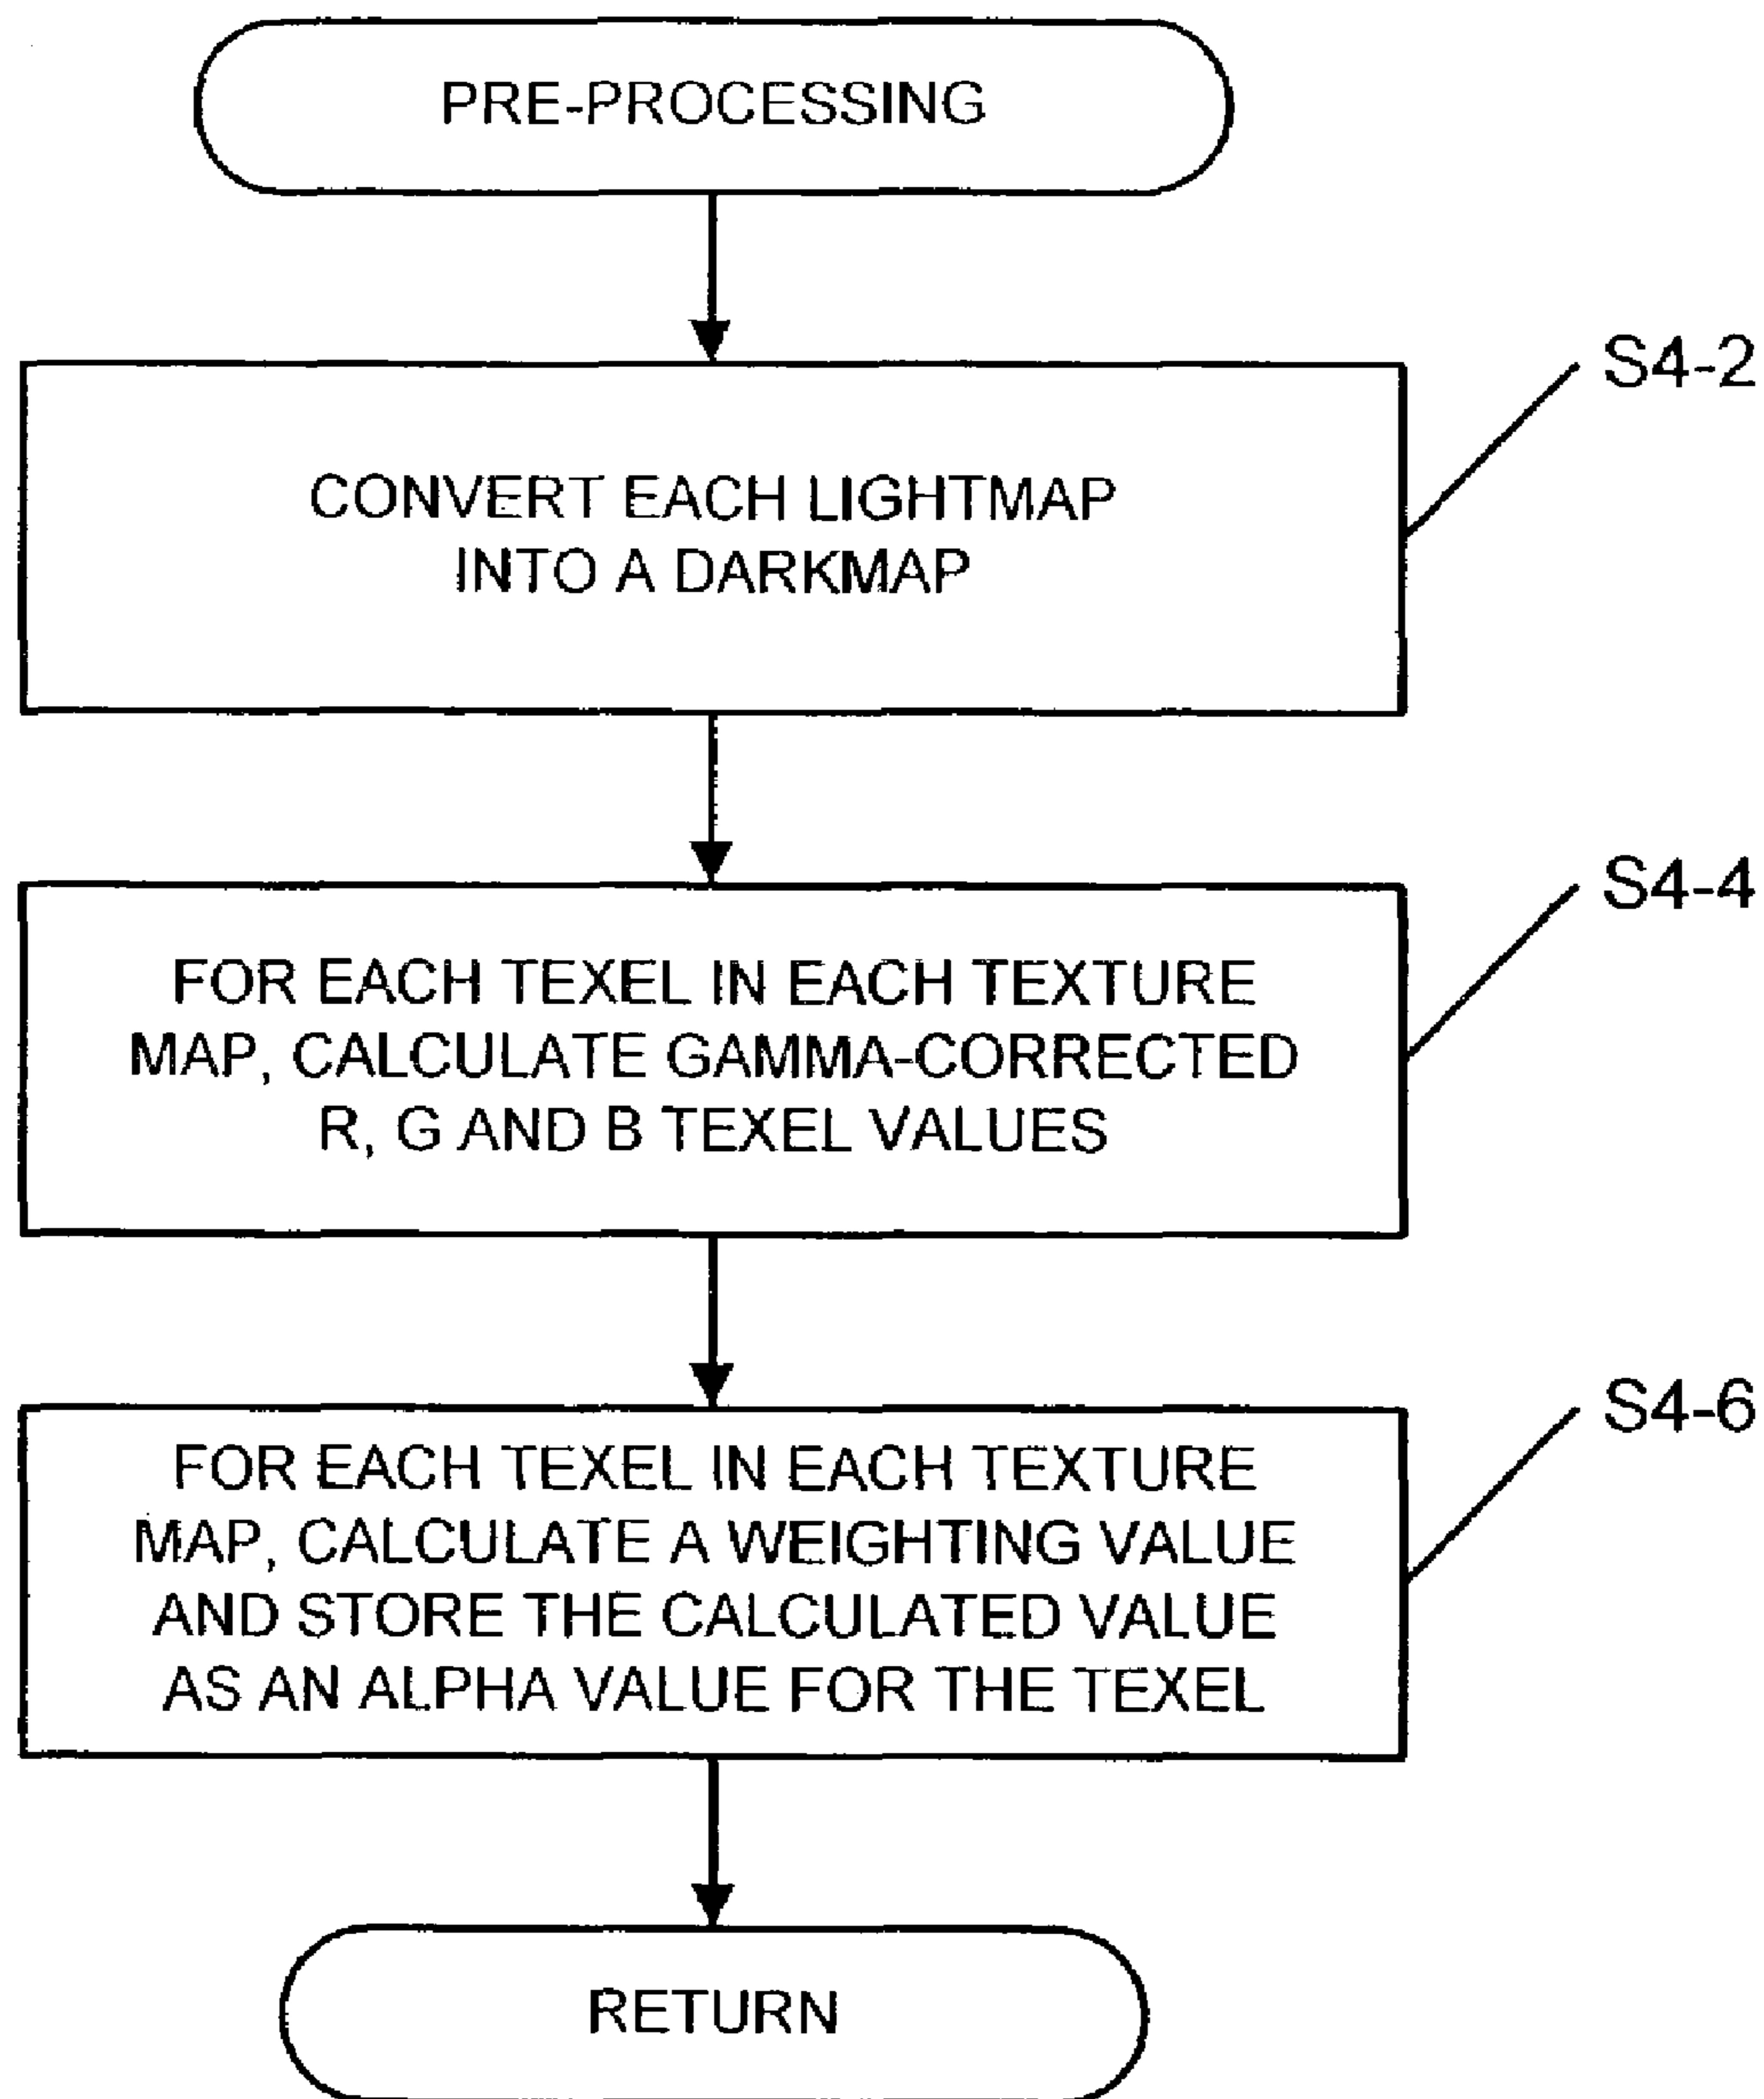 PRE-PROCESSING
S4-2
CONVERT EACH LIGHTMAP
INTO A DARKMAP
S4-4
FOR EACH TEXEL IN EACH TEXTURE
MAP, CALCULATE GAMMA-CORRECTED
R, G AND B TEXEL VALUES
S4-6
FOR EACH TEXEL IN EACH TEXTURE
MAP, CALCULATE A WEIGHTING VALUE
AND STORE THE CALCULATED VALUE
AS AN ALPHA VALUE FOR THE TEXEL
RETURN